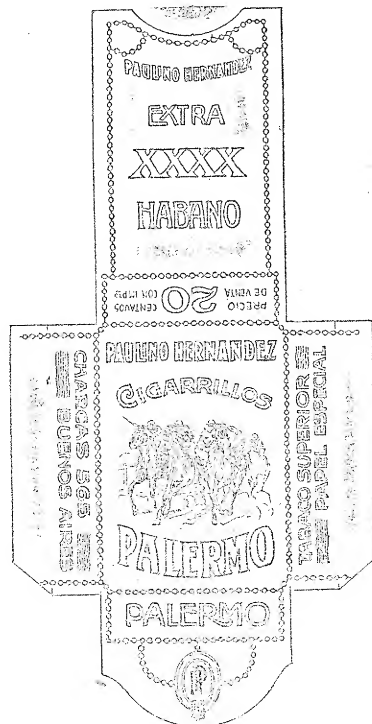 PAULINO HERNANDEZ
EXTRA
XXXX
HABANO
PRECIO
DE VENTA
20
CENTAVOS
CON IMPTO
PAULINO HERNANDEZ
CIGARRILLOS
PALERMO
CHARCAS 565
BUENOS AIRES
TABACO SUPERIOR
PAPEL ESPECIAL
PALERMO